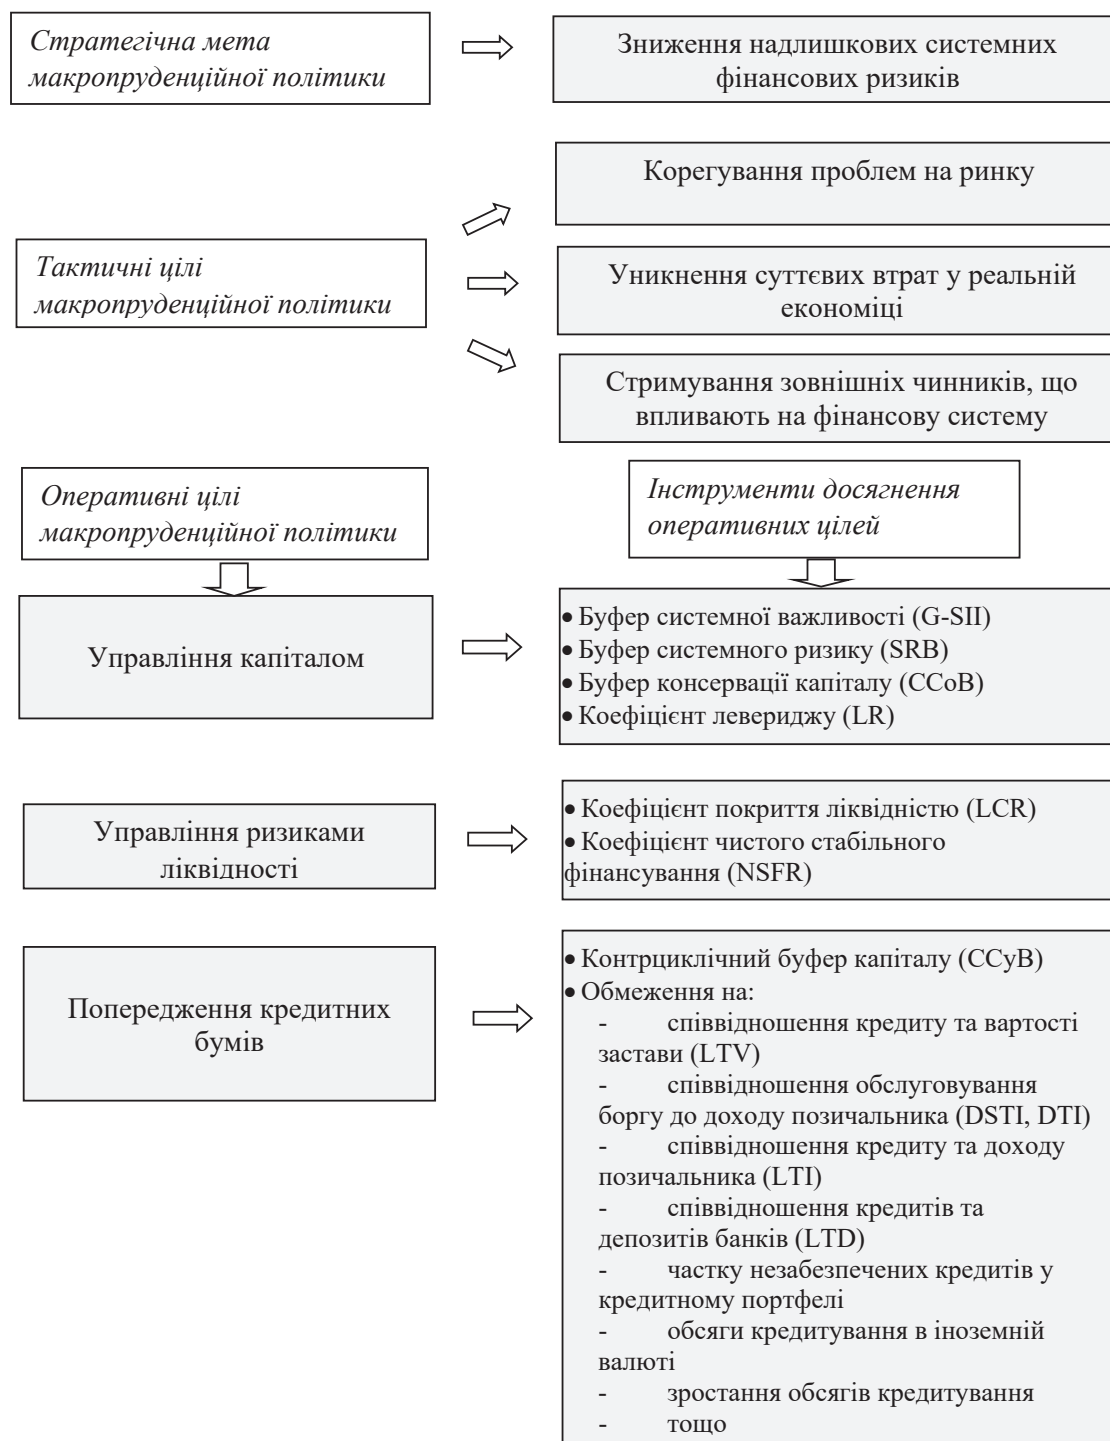 Стратегічна мета
макропруденційної політики
Зниження надлишкових системних
фінансових ризиків
Корегування проблем на ринку
Тактичні цілі
макропруденційної політики
Уникнення суттєвих втрат у реальній
економіці
Стримування зовнішніх чинників, що
впливають на фінансову систему
Оперативні цілі
макропруденційної політики
Інструменти досягнення
оперативних цілей
Управління капіталом
• Буфер системної важливості (G-SII)
• Буфер системного ризику (SRB)
• Буфер консервації капіталу (CCoB)
• Коефіцієнт левериджу (LR)
Управління ризиками
ліквідності
• Коефіцієнт покриття ліквідністю (LCR)
• Коефіцієнт чистого стабільного
фінансування (NSFR)
Попередження кредитних
бумів
• Контрциклічний буфер капіталу (CCyB)
• Обмеження на:
- співвідношення кредиту та вартості
застави (LTV)
- співвідношення обслуговування
боргу до доходу позичальника (DSTI, DTI)
- співвідношення кредиту та доходу
позичальника (LTI)
- співвідношення кредитів та
депозитів банків (LTD)
- частку незабезпечених кредитів у
кредитному портфелі
- обсяги кредитування в іноземній
валюті
- зростання обсягів кредитування
- тощо